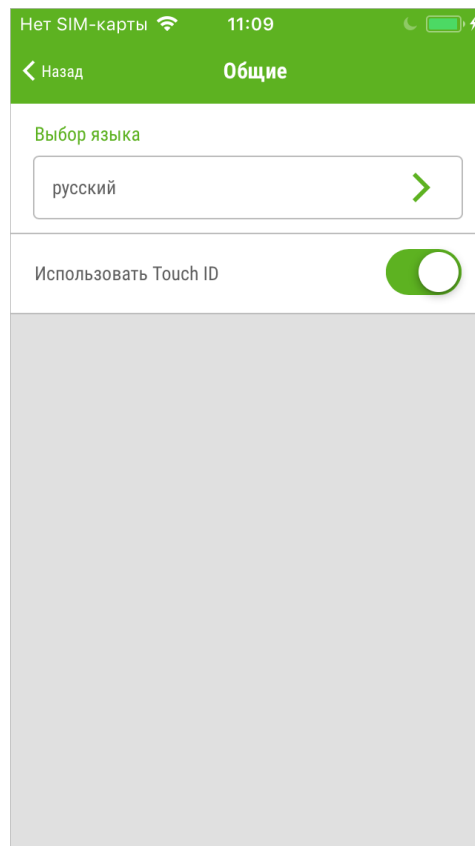 Нет SIM-карты 11:09
Назад Общие
Выбор языка
русский
Использовать Touch ID